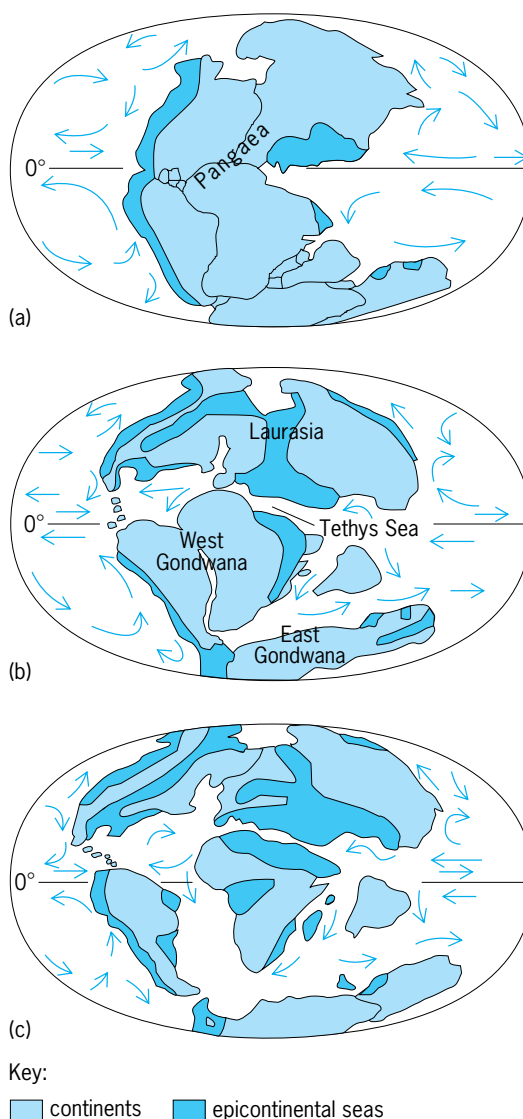 Pangaea
0°
(a)
Laurasia
Tethys Sea
0°
West
Gondwana
East
Gondwana
(b)
0°
(c)
Key:
continents epicontinental seas